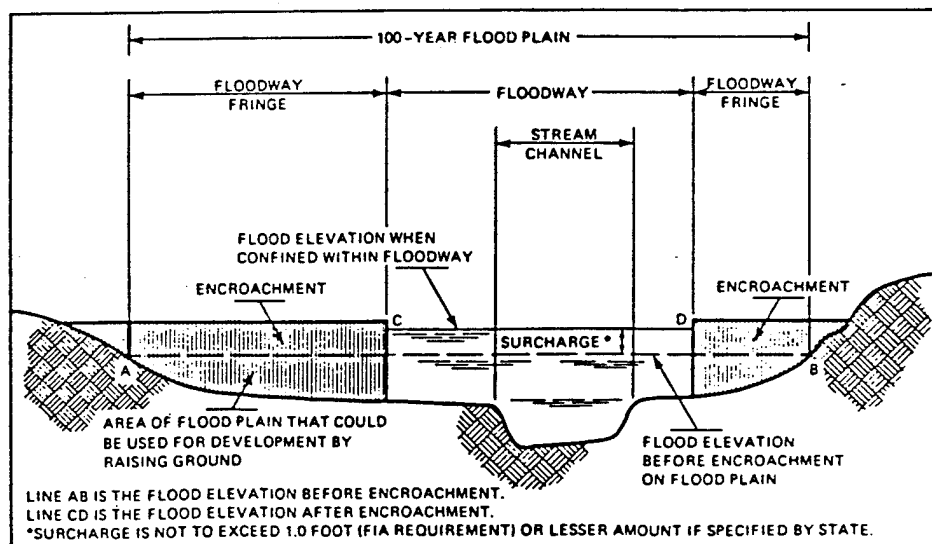 100-YEAR FLOOD PLAIN
FLOODWAY
FRINGE
FLOODWAY
FLOODWAY
FRINGE
STREAM
CHANNEL
FLOOD ELEVATION WHEN
CONFINED WITHIN FLOODWAY
ENCROACHMENT
ENCROACHMENT
C
D
SURCHARGE*
A
B
AREA OF FLOOD PLAIN THAT COULD
BE USED FOR DEVELOPMENT BY
RAISING GROUND
FLOOD ELEVATION
BEFORE ENCROACHMENT
ON FLOOD PLAIN
LINE AB IS THE FLOOD ELEVATION BEFORE ENCROACHMENT.
LINE CD IS THE FLOOD ELEVATION AFTER ENCROACHMENT.
*SURCHARGE IS NOT TO EXCEED 1.0 FOOT (FIA REQUIREMENT) OR LESSER AMOUNT IF SPECIFIED BY STATE.